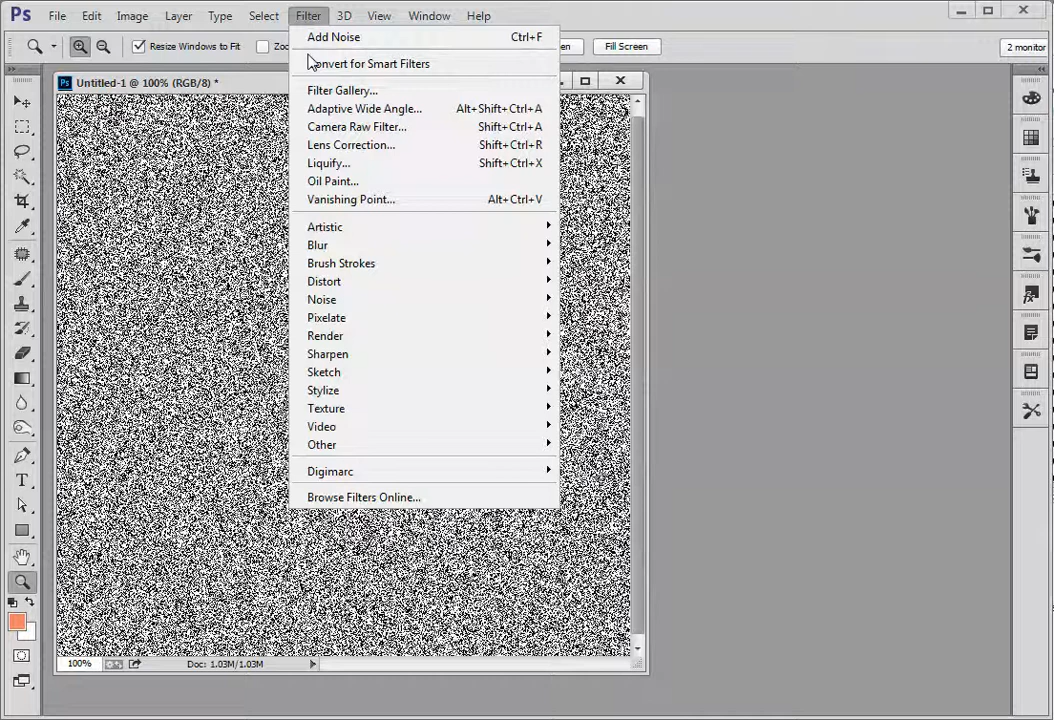 Ps File Edit Image Layer Type Select Filter 3D View Window Help
Resize Windows to Fit Fill Screen 2 monitor
Untitled-1 @ 100% (RGB/8) *
Add Noise Ctrl+F
Convert for Smart Filters
Filter Gallery...
Adaptive Wide Angle... Alt+Shift+Ctrl+A
Camera Raw Filter... Shift+Ctrl+A
Lens Correction... Shift+Ctrl+R
Liquify... Shift+Ctrl+X
Oil Paint...
Vanishing Point... Alt+Ctrl+V
Artistic
Blur
Brush Strokes
Distort
Noise
Pixelate
Render
Sharpen
Sketch
Stylize
Texture
Video
Other
Digimarc
Browse Filters Online...
100% Doc: 1.03M/1.03M